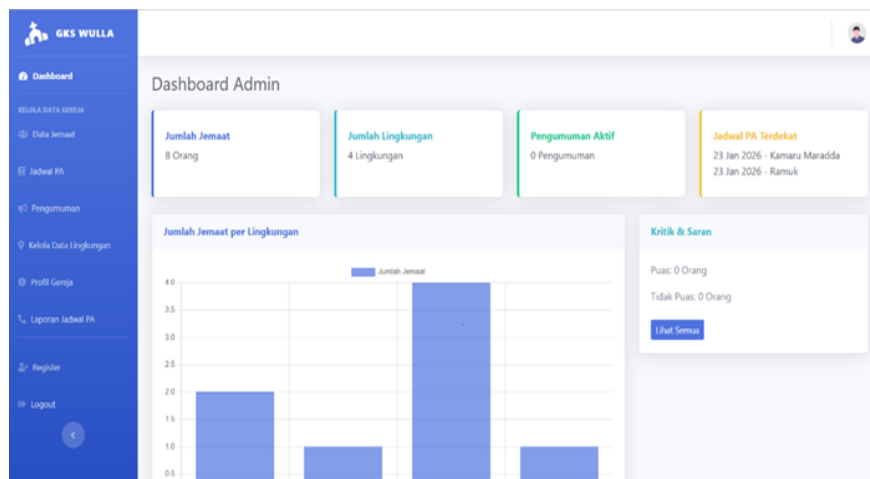 GKS WULLA
Dashboard
KELOLA DATA GEREJA
Data Jemaat
Jadwal PA
Pengumuman
Kelola Data Lingkungan
Profil Gereja
Laporan Jadwal PA
Register
Logout
Dashboard Admin
Jumlah Jemaat
8 Orang
Jumlah Lingkungan
4 Lingkungan
Pengumuman Aktif
0 Pengumuman
Jadwal PA Terdekat
23 Jan 2026 - Kamaru Maradda
23 Jan 2026 - Ramuk
Jumlah Jemaat per Lingkungan
Jumlah Jemaat
4.0
3.5
3.0
2.5
2.0
1.5
1.0
0.5
Kritik & Saran
Puas: 0 Orang
Tidak Puas: 0 Orang
Lihat Semua